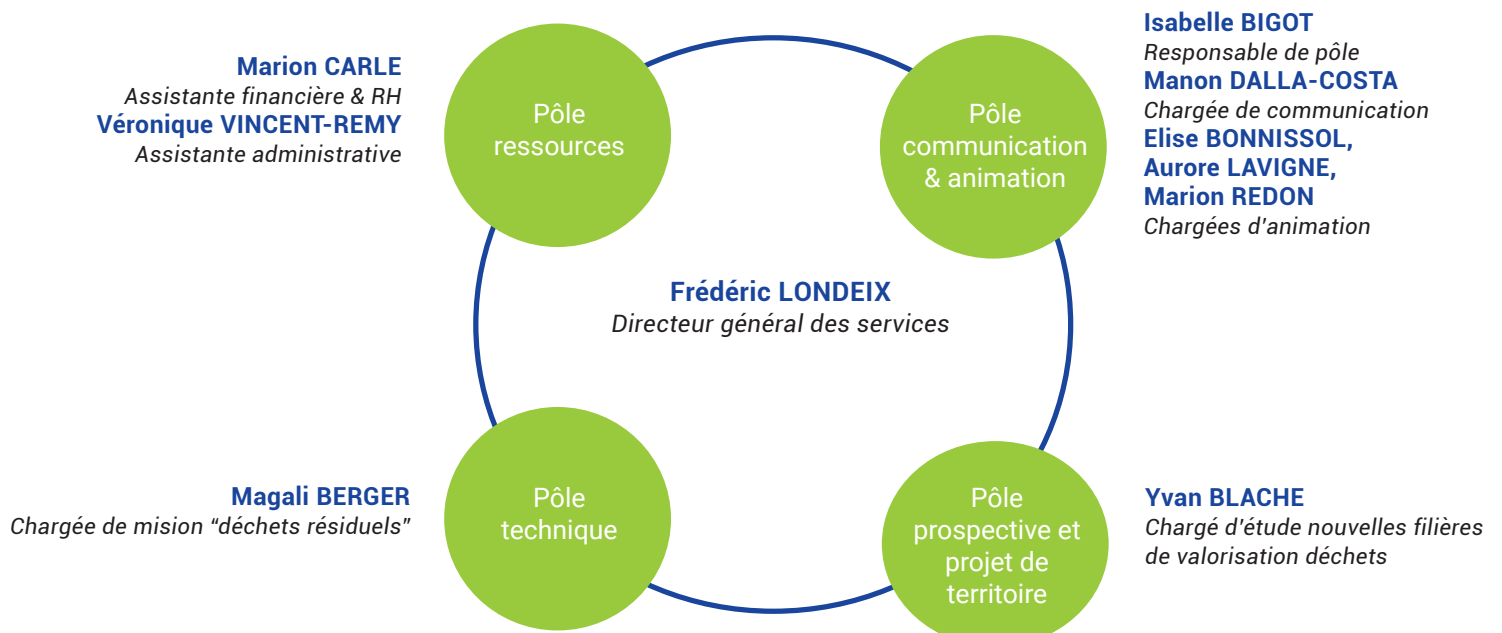 Marion CARLE
Assistante financière & RH
Véronique VINCENT-REMY
Assistante administrative
Pôle
ressources
Pôle
communication
& animation
Isabelle BIGOT
Responsable de pôle
Manon DALLA-COSTA
Chargée de communication
Elise BONNISSOL,
Aurore LAVIGNE,
Marion REDON
Chargées d'animation
Frédéric LONDEIX
Directeur général des services
Magali BERGER
Chargée de mision “déchets résiduels”
Pôle
technique
Pôle
prospective et
projet de
territoire
Yvan BLACHE
Chargé d'étude nouvelles filières
de valorisation déchets